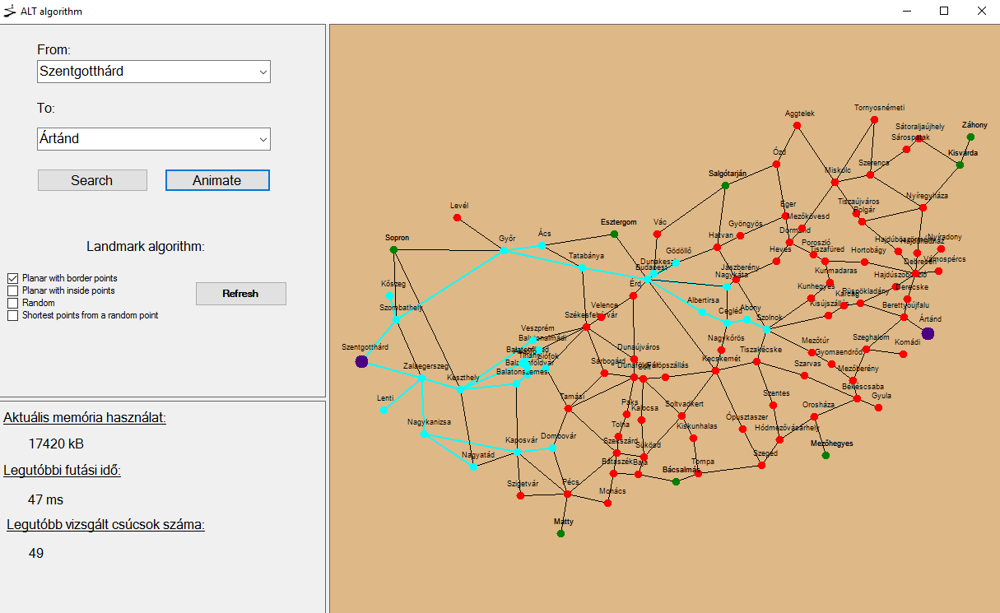 ALT algorithm
From:
Szentgotthárd
To:
Ártánd
Search
Animate
Landmark algorithm:
Planar with border points
Planar with inside points
Random
Shortest points from a random point
Refresh
Aktuális memória használat:
17420 kB
Legutóbbi futási idő:
47 ms
Legutóbb vizsgált csúcsok száma:
49
Tornyosnémeti
Aggtelek
Sátoraljaújhely
Záhony
Sárospatak
Ózd
Kisvárda
Szerencs
Salgótarján
Miskolc
Nyíregyháza
Levél
Eger
Tiszaújváros
Polgár
Mezőkövesd
Esztergom
Vác
Gyöngyös
Dormánd
Hatvan
Sopron
Győr
Ács
Hajdúböszörmény
Nyíradony
Hajdúhadház
Poroszló
Tiszafüred
Hortobágy
Heves
Gödöllő
Tatabánya
Dunakeszi
Budapest
Jászberény
Nagykáta
Debrecen
Vámospércs
Kunmadaras
Hajdúszoboszló
Kőszeg
Érd
Kunhegyes
Karcag
Püspökladány
Derecske
Szombathely
Velence
Albertirsa
Cegléd
Abony
Kisújszállás
Berettyóújfalu
Székesfehérvár
Szolnok
Ártánd
Veszprém
Balatonalmádi
Nagykőrös
Mezőtúr
Szeghalom
Komádi
Szentgotthárd
Balatonfüred
Tihany
Siófok
Dunaújváros
Tiszakécske
Gyomaendrőd
Zalaegerszeg
Keszthely
Balatonföldvár
Balatonszemes
Sárbogárd
Dunaföldvár
Solt
Fülöpszállás
Kecskemét
Szarvas
Mezőberény
Békéscsaba
Gyula
Lenti
Tamási
Paks
Kalocsa
Soltvadkert
Szentes
Orosháza
Nagykanizsa
Tolna
Kiskunhalas
Ópusztaszer
Hódmezővásárhely
Kaposvár
Dombóvár
Szekszárd
Sükösd
Mezőhegyes
Nagyatád
Bátaszék
Baja
Bácsalmás
Tompa
Szeged
Szigetvár
Pécs
Mohács
Matty